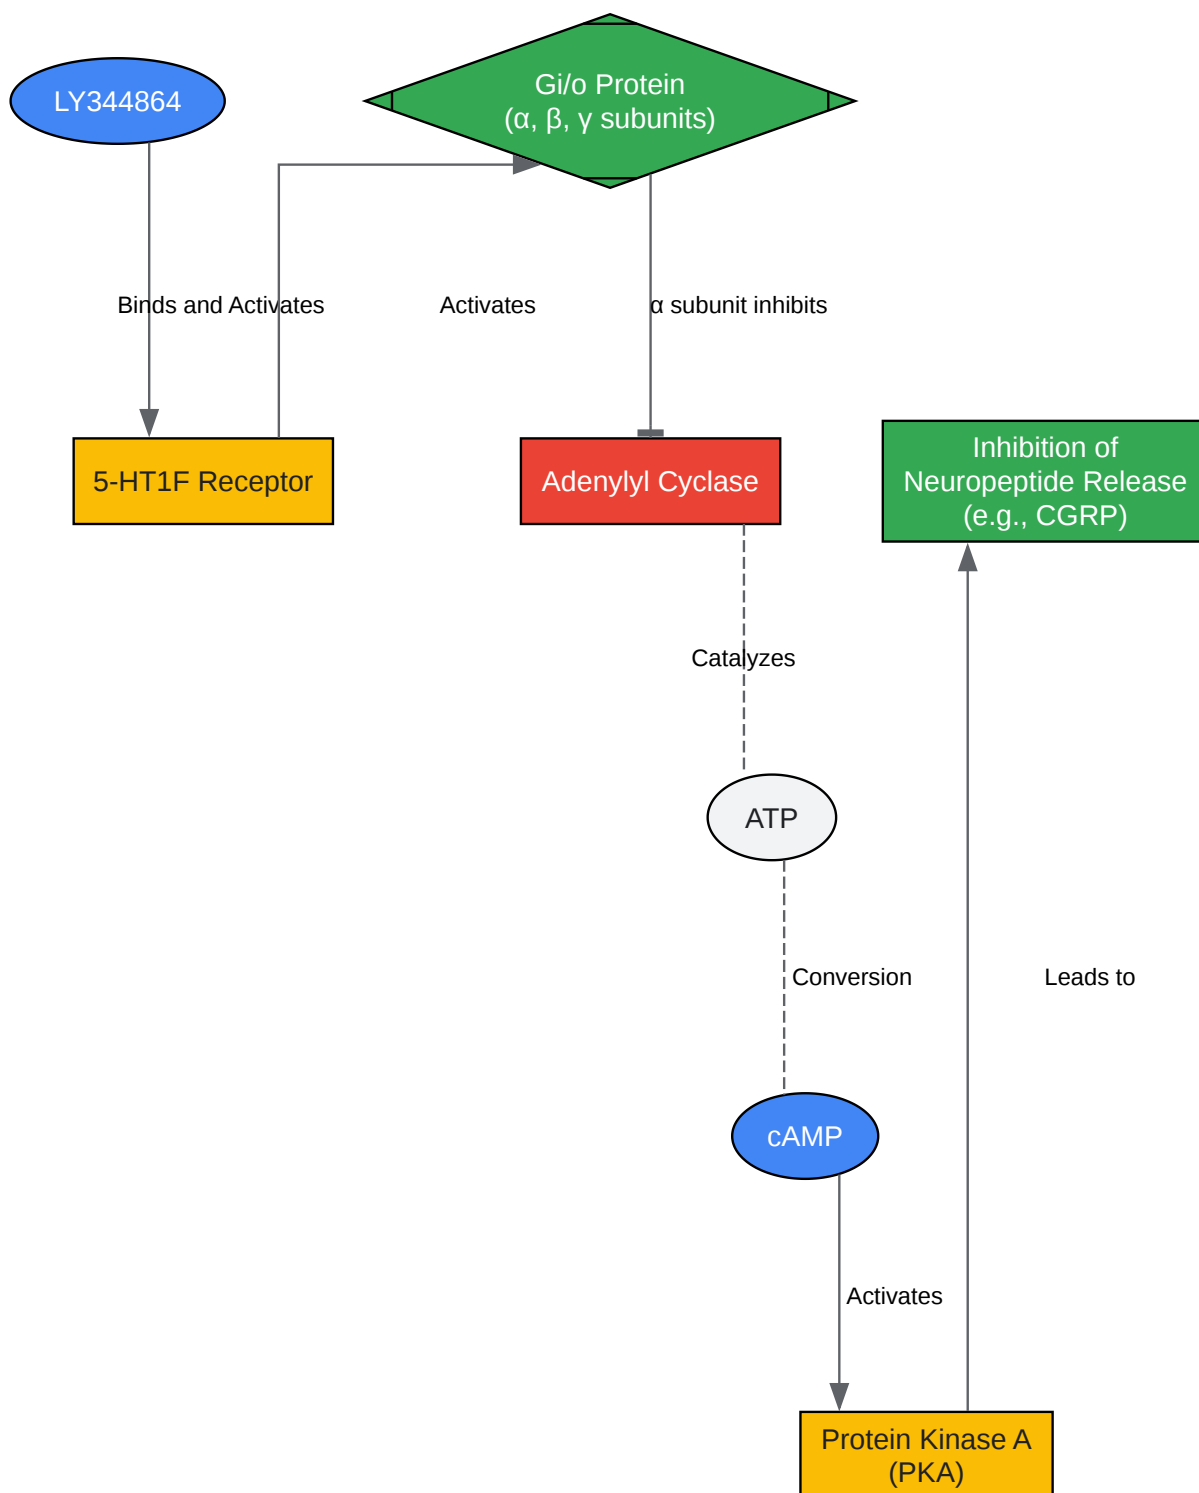 LY344864
Gi/o Protein
(α, β, γ subunits)
Binds and Activates
Activates
α subunit inhibits
5-HT1F Receptor
Adenylyl Cyclase
Inhibition of
Neuropeptide Release
(e.g., CGRP)
Catalyzes
ATP
Conversion
Leads to
cAMP
Activates
Protein Kinase A
(PKA)